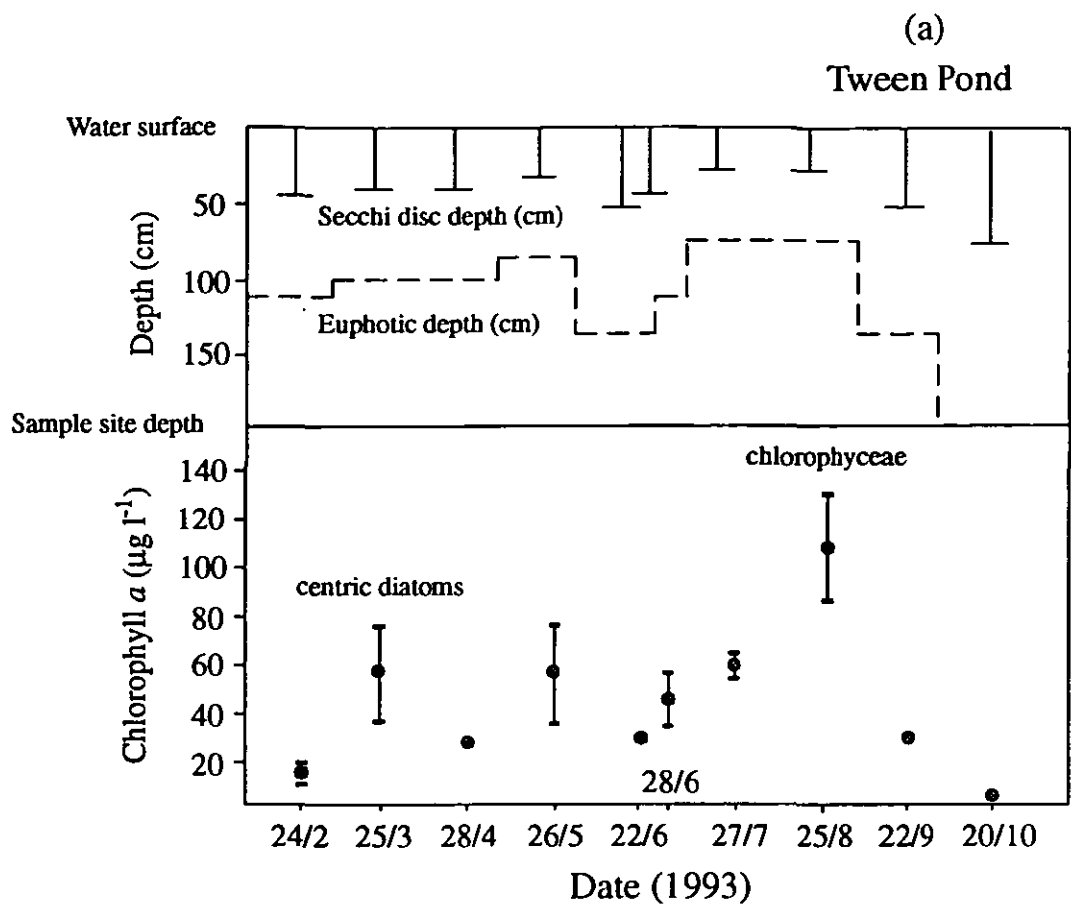 (a)
Tween Pond
Water surface
50
Secchi disc depth (cm)
100
Euphotic depth (cm)
150
Depth (cm)
Sample site depth
chlorophyceae
140
120
100
centric diatoms
80
60
40
20
28/6
Chlorophyll a (µg l-1)
24/2 25/3 28/4 26/5 22/6 27/7 25/8 22/9 20/10
Date (1993)